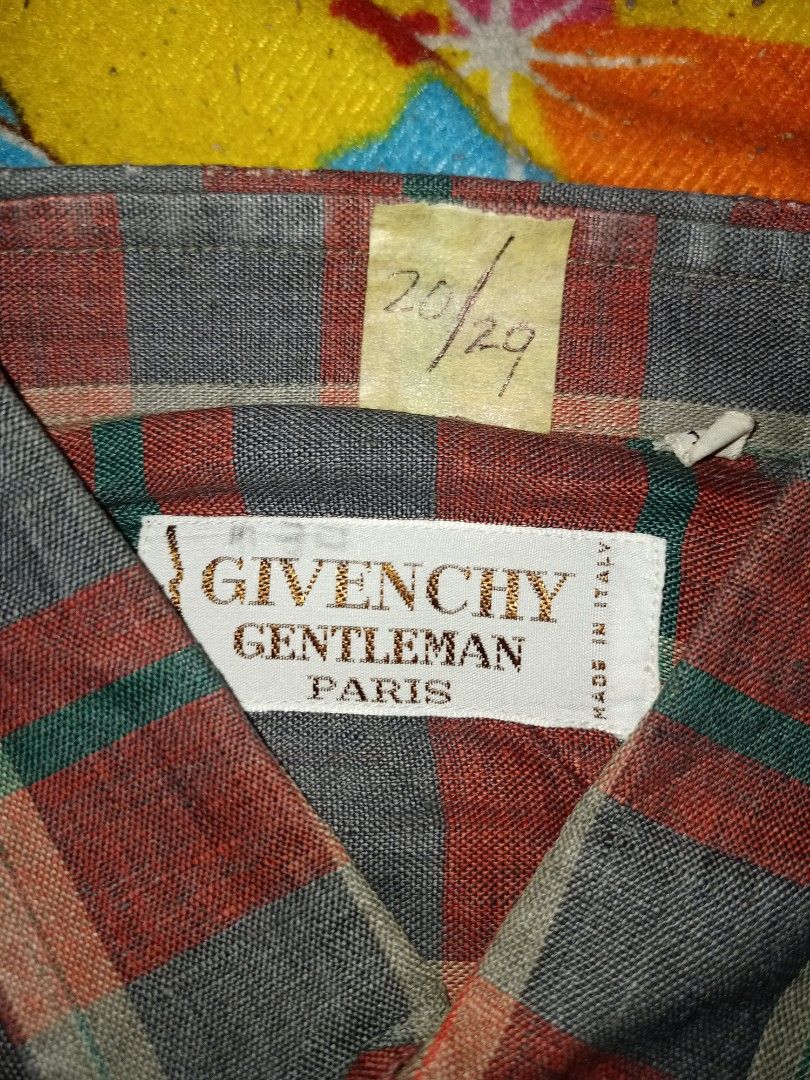 20/29
GIVENCHY
GENTLEMAN
PARIS
MADE IN ITALY